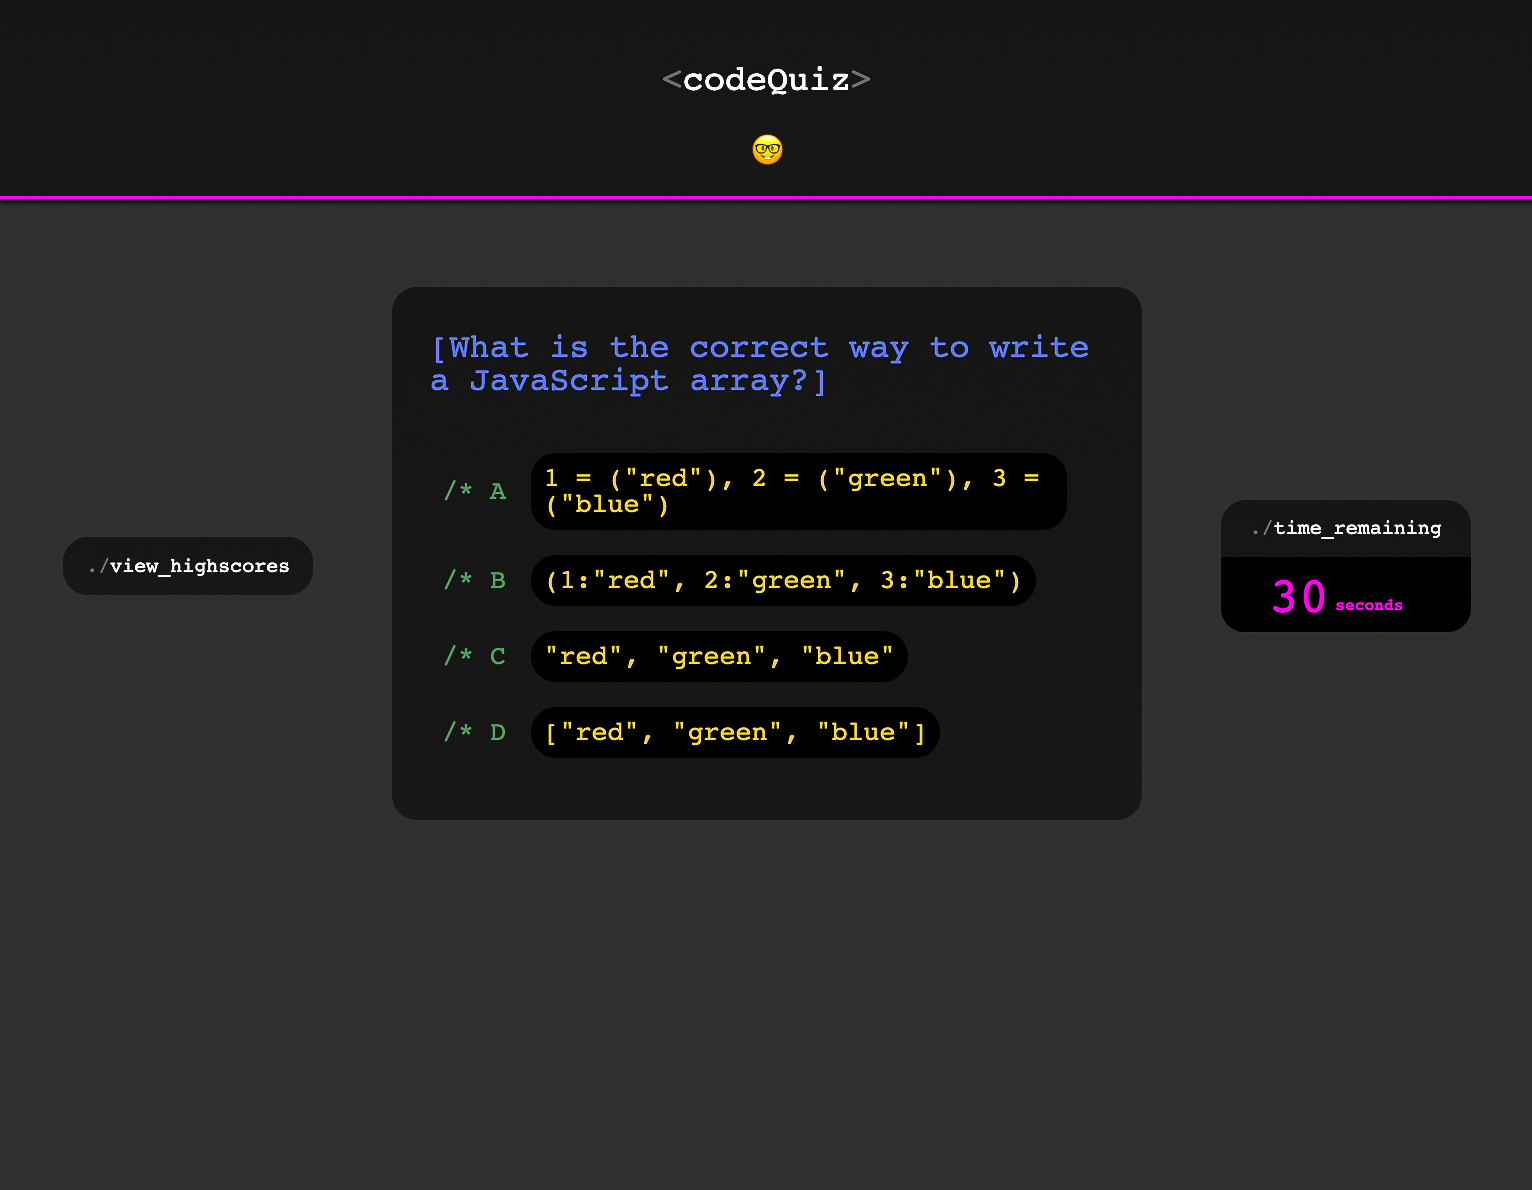 <codeQuiz>
[What is the correct way to write
a JavaScript array?]
/* A 1 = ("red"), 2 = ("green"), 3 =
("blue")
/* B (1:"red", 2:"green", 3:"blue")
/* C "red", "green", "blue"
/* D ["red", "green", "blue"]
./view_highscores
./time_remaining
30 seconds